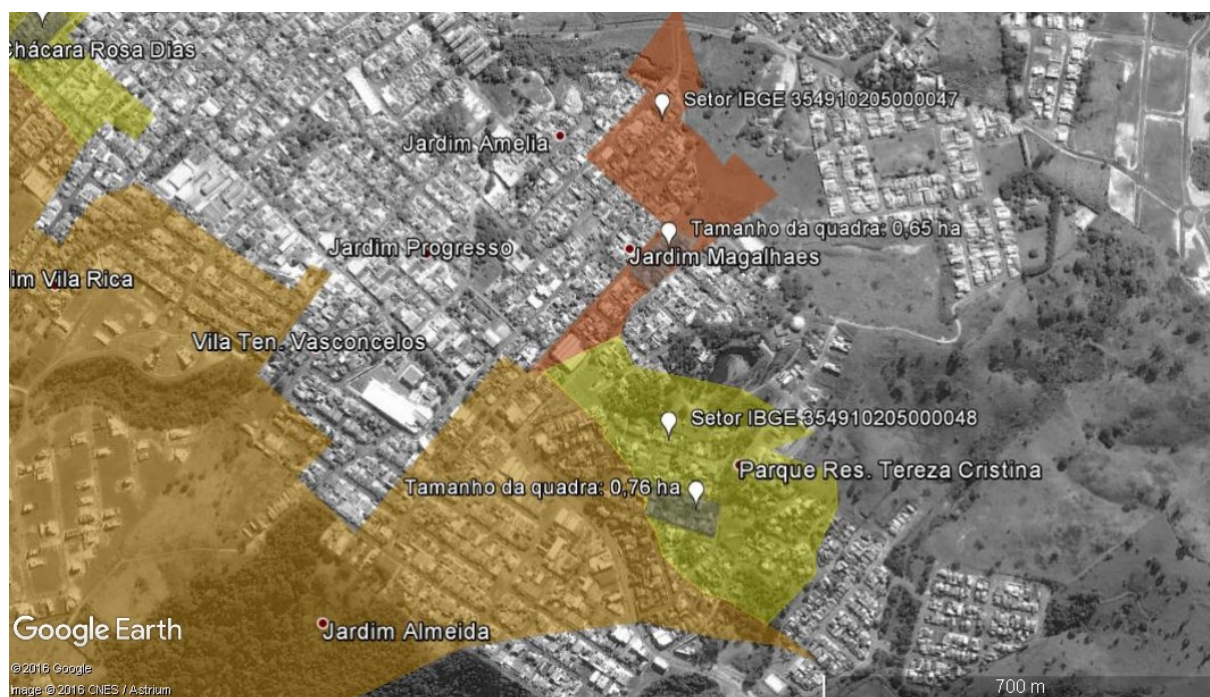 Chácara Rosa Dias
Setor IBGE 354910205000047
Jardim Amelia
Tamanho da quadra: 0,65 ha
Jardim Progresso
Jardim Magalhaes
im Vila Rica
Vila Ten. Vasconcelos
Setor IBGE 354910205000048
Parque Res. Tereza Cristina
Tamanho da quadra: 0,76 ha
Google Earth
Jardim Almeida
© 2016 Google
Image © 2016 CNES / Astrium
700 m